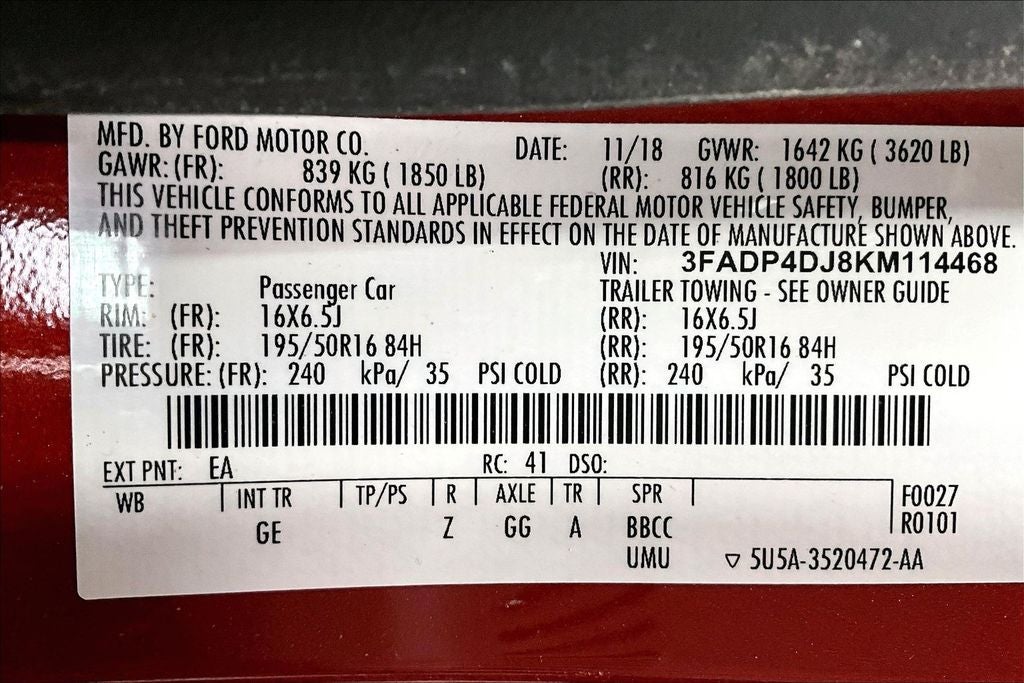 MFD. BY FORD MOTOR CO. DATE: 11/18 GVWR: 1642 KG ( 3620 LB)
GAWR: (FR): 839 KG ( 1850 LB) (RR): 816 KG ( 1800 LB)
THIS VEHICLE CONFORMS TO ALL APPLICABLE FEDERAL MOTOR VEHICLE SAFETY, BUMPER,
AND THEFT PREVENTION STANDARDS IN EFFECT ON THE DATE OF MANUFACTURE SHOWN ABOVE.
VIN: 3FADP4DJ8KM114468
TYPE: Passenger Car TRAILER TOWING - SEE OWNER GUIDE
RIM: (FR): 16X6.5J (RR): 16X6.5J
TIRE: (FR): 195/50R16 84H (RR): 195/50R16 84H
PRESSURE: (FR): 240 kPa/ 35 PSI COLD (RR): 240 kPa/ 35 PSI COLD
EXT PNT: EA RC: 41 DSO:
WB INT TR TP/PS R AXLE TR SPR F0027
GE Z GG A BBCC R0101
UMU ▽ 5U5A-3520472-AA